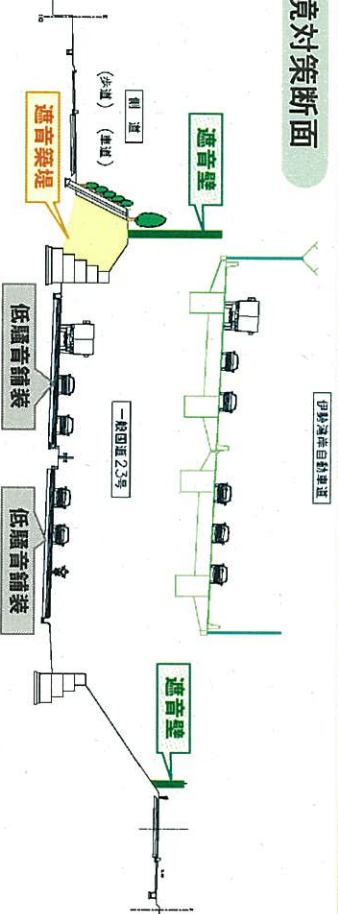 境対策断面
伊勢湾岸自動車道
遮音壁
側道
(歩道) (車道)
遮音築堤
一般国道23号
遮音壁
低騒音舗装
低騒音舗装